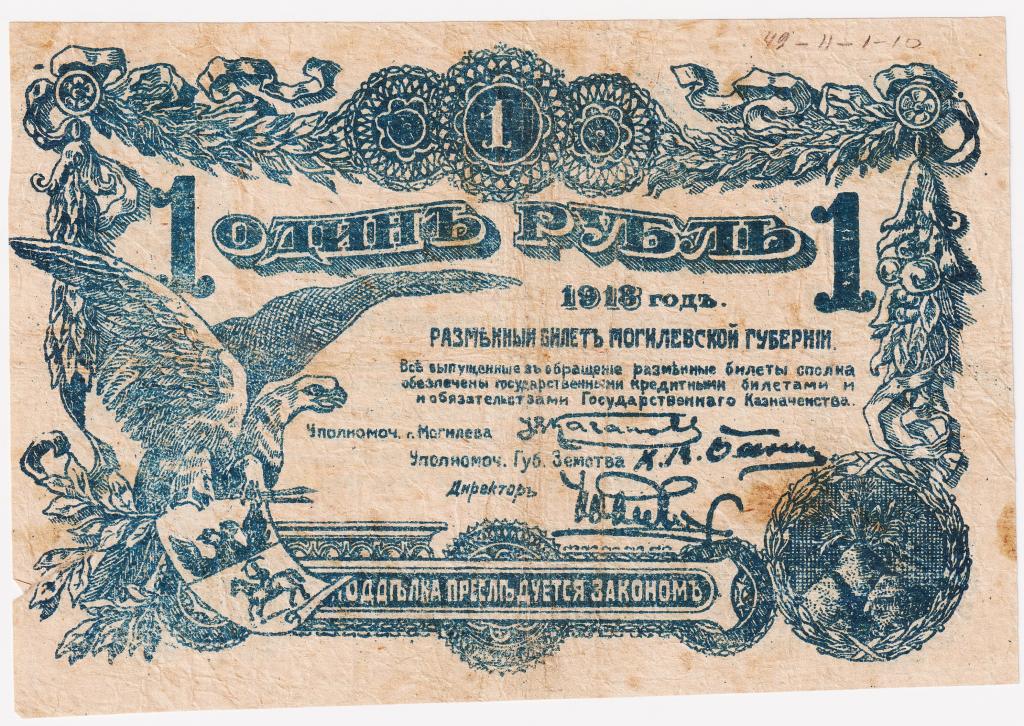 49-11-1-10
1
1 ОДИНЪ РУБЛЬ 1
1918 годъ.
РАЗМѢННЫЙ БИЛЕТЪ МОГИЛЕВСКОЙ ГУБЕРНІИ.
Всѣ выпущенные въ обращеніе размѣнные билеты сполна
обезпечены государственными кредитными билетами и
и обязательствами Государственнаго Казначейства.
Уполномоч. г. Могилева
Уполномоч. Губ. Земства
Директоръ
ПОДДѢЛКА ПРЕСЛѢДУЕТСЯ ЗАКОНОМЪ